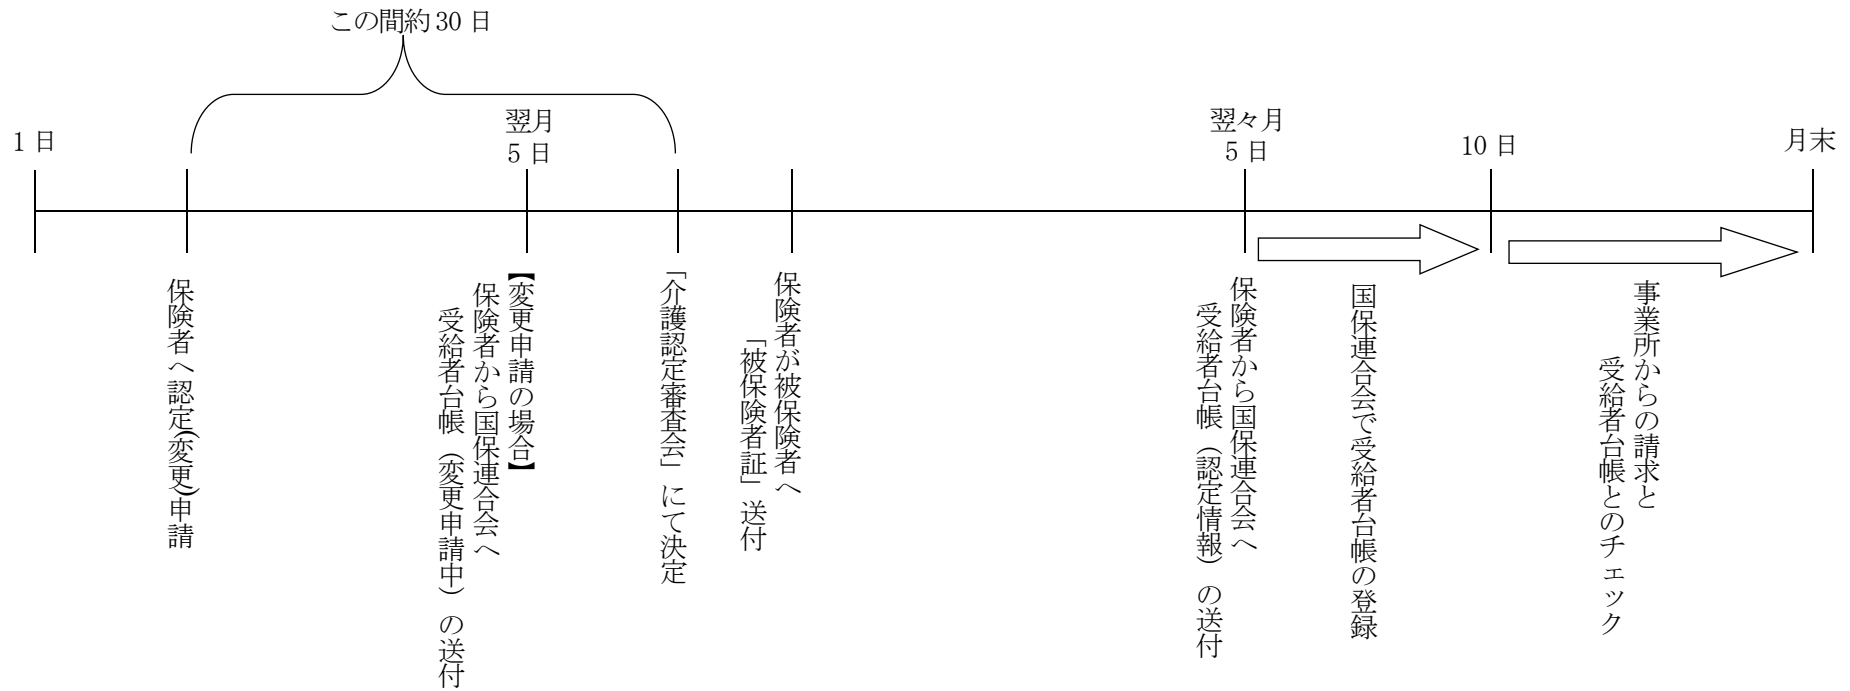 この間約30日
1日
翌月
5日
翌々月
5日
10日
月末
保険者へ認定(変更)申請
【変更申請の場合】
保険者から国保連合会へ
受給者台帳（変更申請中）の送付
「介護認定審査会」にて決定
保険者が被保険者へ
「被保険者証」送付
保険者から国保連合会へ
受給者台帳（認定情報）の送付
国保連合会で受給者台帳の登録
事業所からの請求と
受給者台帳とのチェック